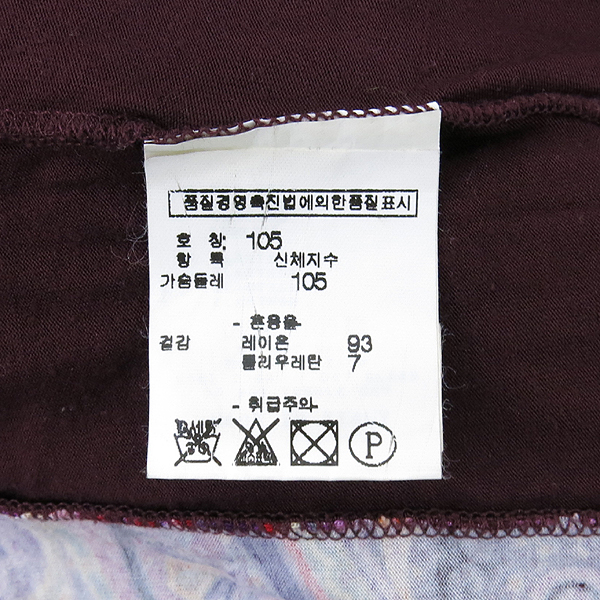 품질경영촉진법에의한품질표시
호 칭: 105
항 목 신체지수
가슴둘레 105
- 혼용율
겉감 레이온 93
폴리우레탄 7
- 취급주의-
P